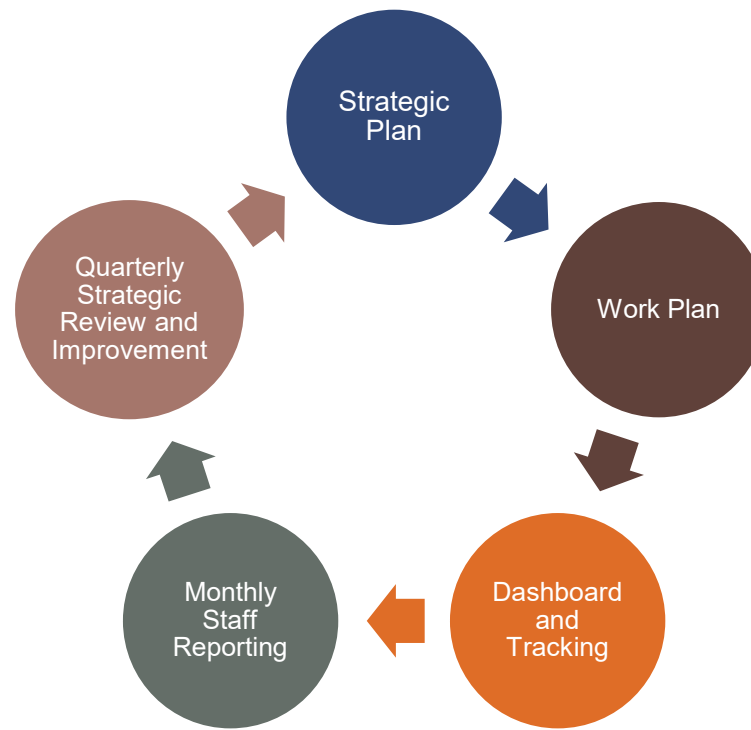 Strategic
Plan
Work Plan
Dashboard
and
Tracking
Monthly
Staff
Reporting
Quarterly
Strategic
Review and
Improvement